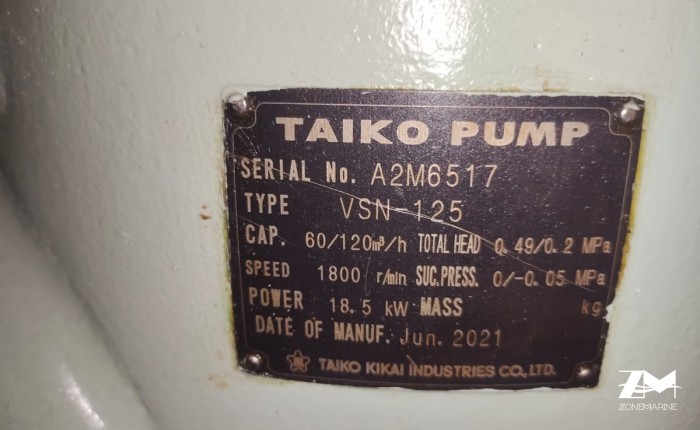 TAIKO PUMP
SERIAL No. A2M6517
TYPE VSN-125
CAP. 60/120m³/h TOTAL HEAD 0.49/0.2 MPa
SPEED 1800 r/min SUC.PRESS. 0/-0.05 MPa
POWER 18.5 kW MASS kg
DATE OF MANUF. Jun. 2021
TAIKO KIKAI INDUSTRIES CO., LTD.
ZM
ZONEMARINE